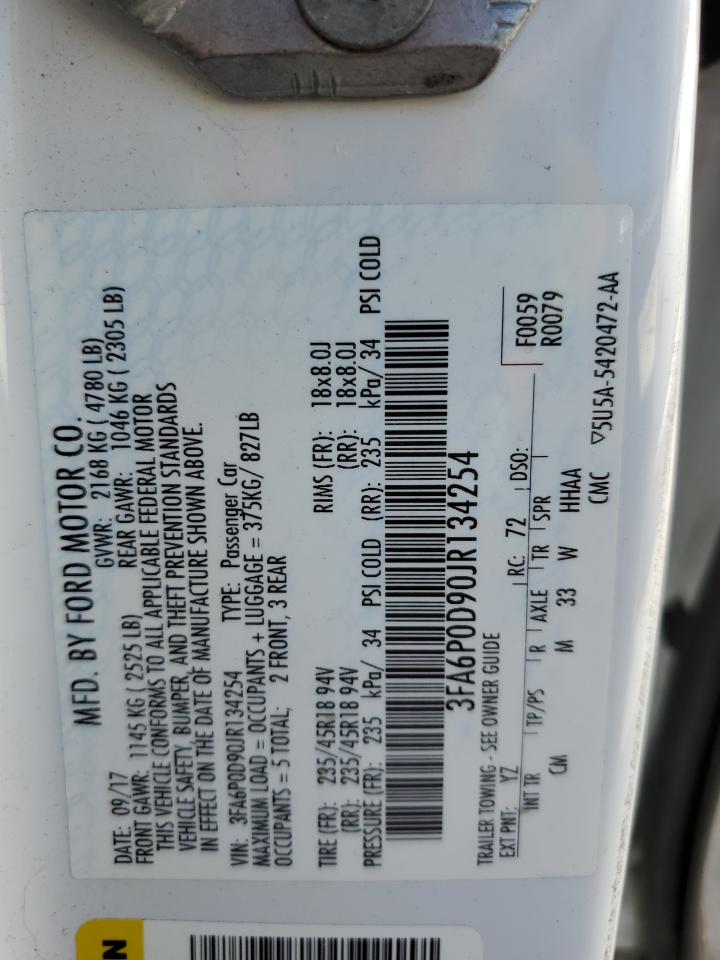 MFD. BY FORD MOTOR CO.
DATE: 09/17 GVWR: 2168 KG ( 4780 LB)
FRONT GAWR: 1145 KG ( 2525 LB) REAR GAWR: 1046 KG ( 2305 LB)
THIS VEHICLE CONFORMS TO ALL APPLICABLE FEDERAL MOTOR
VEHICLE SAFETY, BUMPER, AND THEFT PREVENTION STANDARDS
IN EFFECT ON THE DATE OF MANUFACTURE SHOWN ABOVE.
VIN: 3FA6P0D90JR134254 TYPE: Passenger Car
MAXIMUM LOAD = OCCUPANTS + LUGGAGE = 375KG/ 827LB
OCCUPANTS = 5 TOTAL; 2 FRONT, 3 REAR
TIRE (FR): 235/45R18 94V RIMS (FR): 18x8.0J
(RR): 235/45R18 94V (RR): 18x8.0J
PRESSURE (FR): 235 kPa/ 34 PSI COLD (RR): 235 kPa/ 34 PSI COLD
3FA6P0D90JR134254
TRAILER TOWING - SEE OWNER GUIDE
F0059
EXT PNT: YZ RC: 72 DSO: R0079
INT TR TP/PS R AXLE TR SPR
CM M 33 W HHAA
CMC ▽5U5A-5420472-AA
N